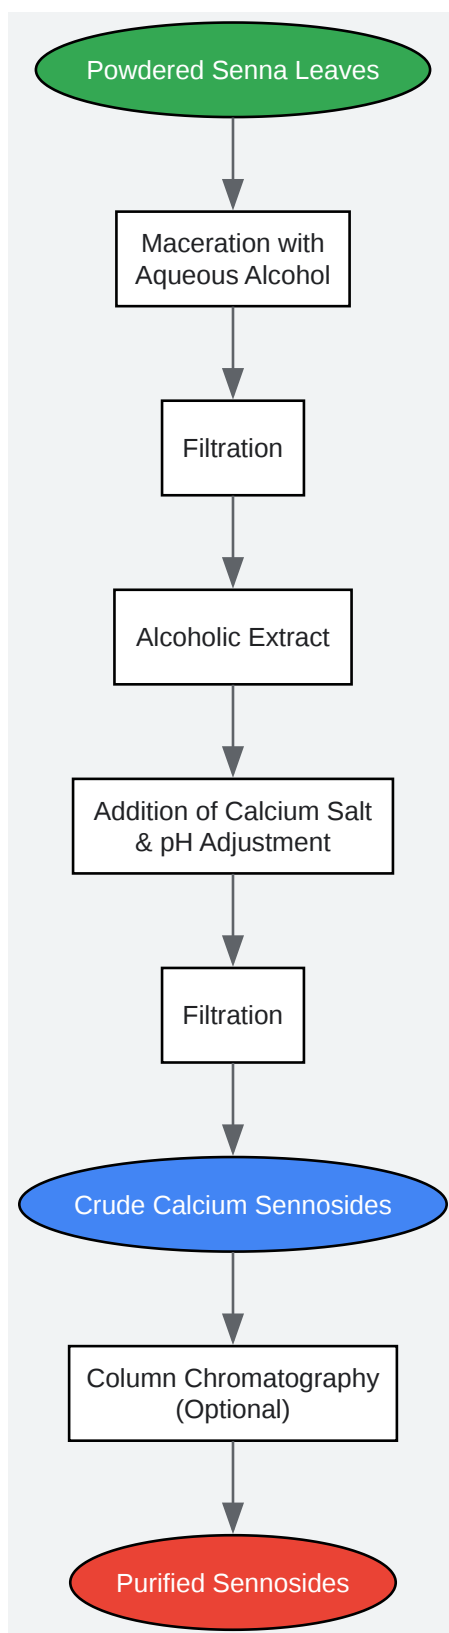 Powdered Senna Leaves
Maceration with
Aqueous Alcohol
Filtration
Alcoholic Extract
Addition of Calcium Salt
& pH Adjustment
Filtration
Crude Calcium Sennosides
Column Chromatography
(Optional)
Purified Sennosides